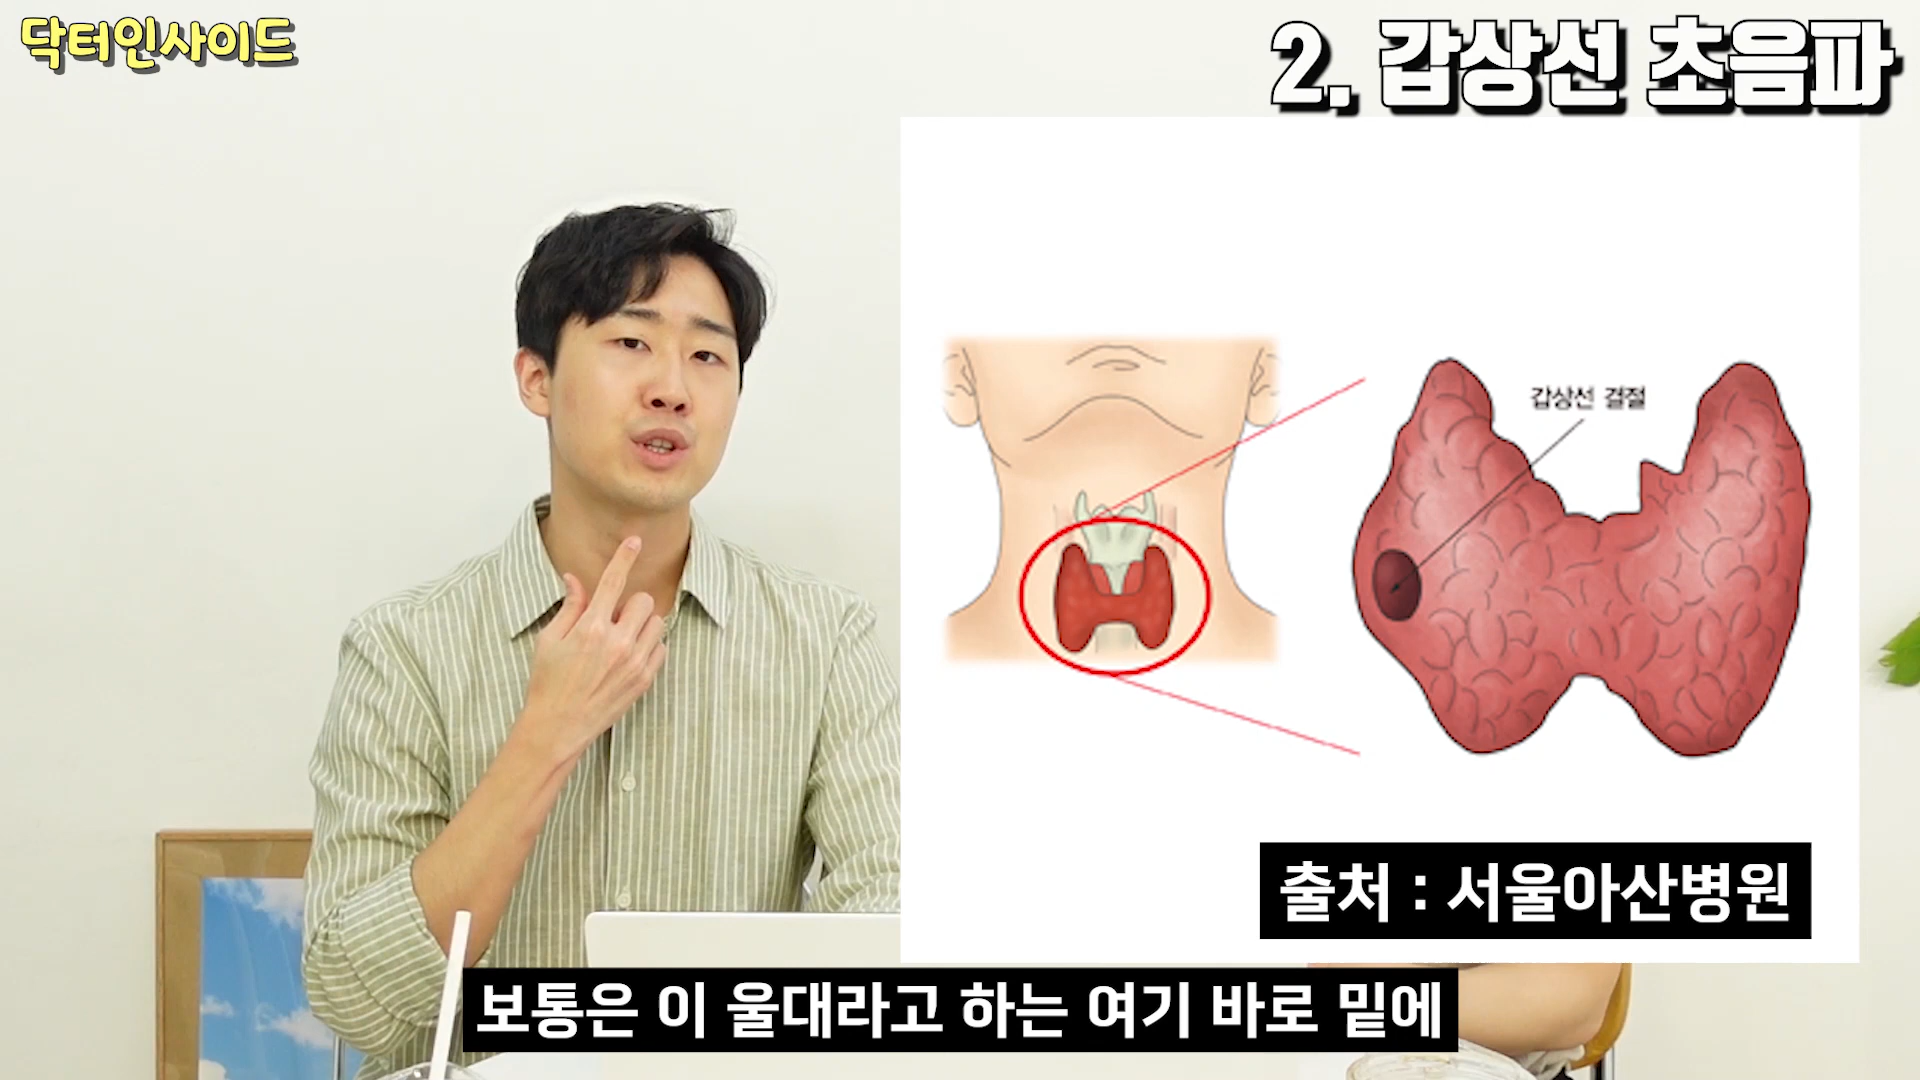 닥터인사이드
2. 갑상선 초음파
갑상선 결절
출처 : 서울아산병원
보통은 이 울대라고 하는 여기 바로 밑에